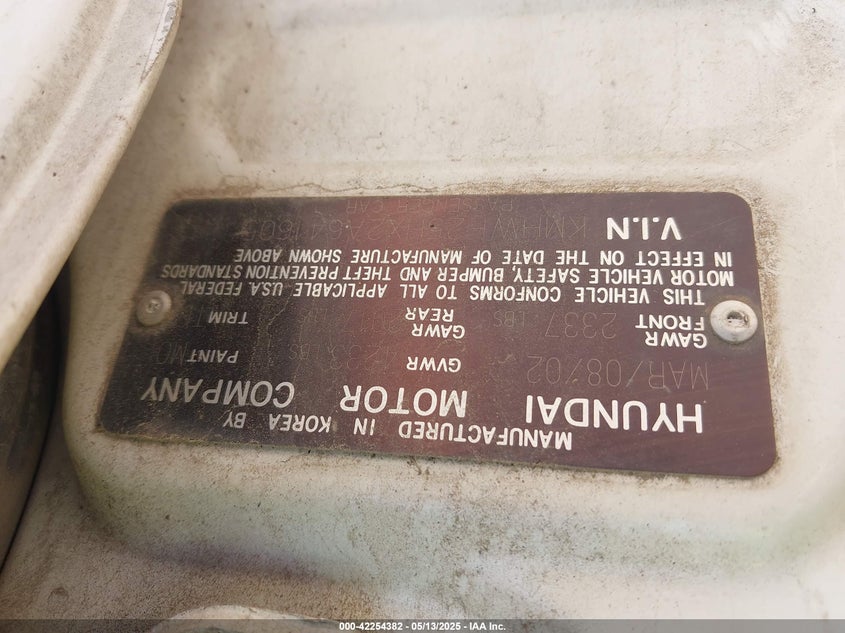 MANUFACTURED IN KOREA BY
HYUNDAI MOTOR COMPANY
MAR/08/02 GVWR PAINT
GAWR FRONT 2337 LBS GAWR REAR TRIM
THIS VEHICLE CONFORMS TO ALL APPLICABLE U.S.A. FEDERAL
MOTOR VEHICLE SAFETY, BUMPER AND THEFT PREVENTION STANDARDS
IN EFFECT ON THE DATE OF MANUFACTURE SHOWN ABOVE
V.I.N
PASSENGER CAR
000-42254382 - 05/13/2025 - IAA Inc.